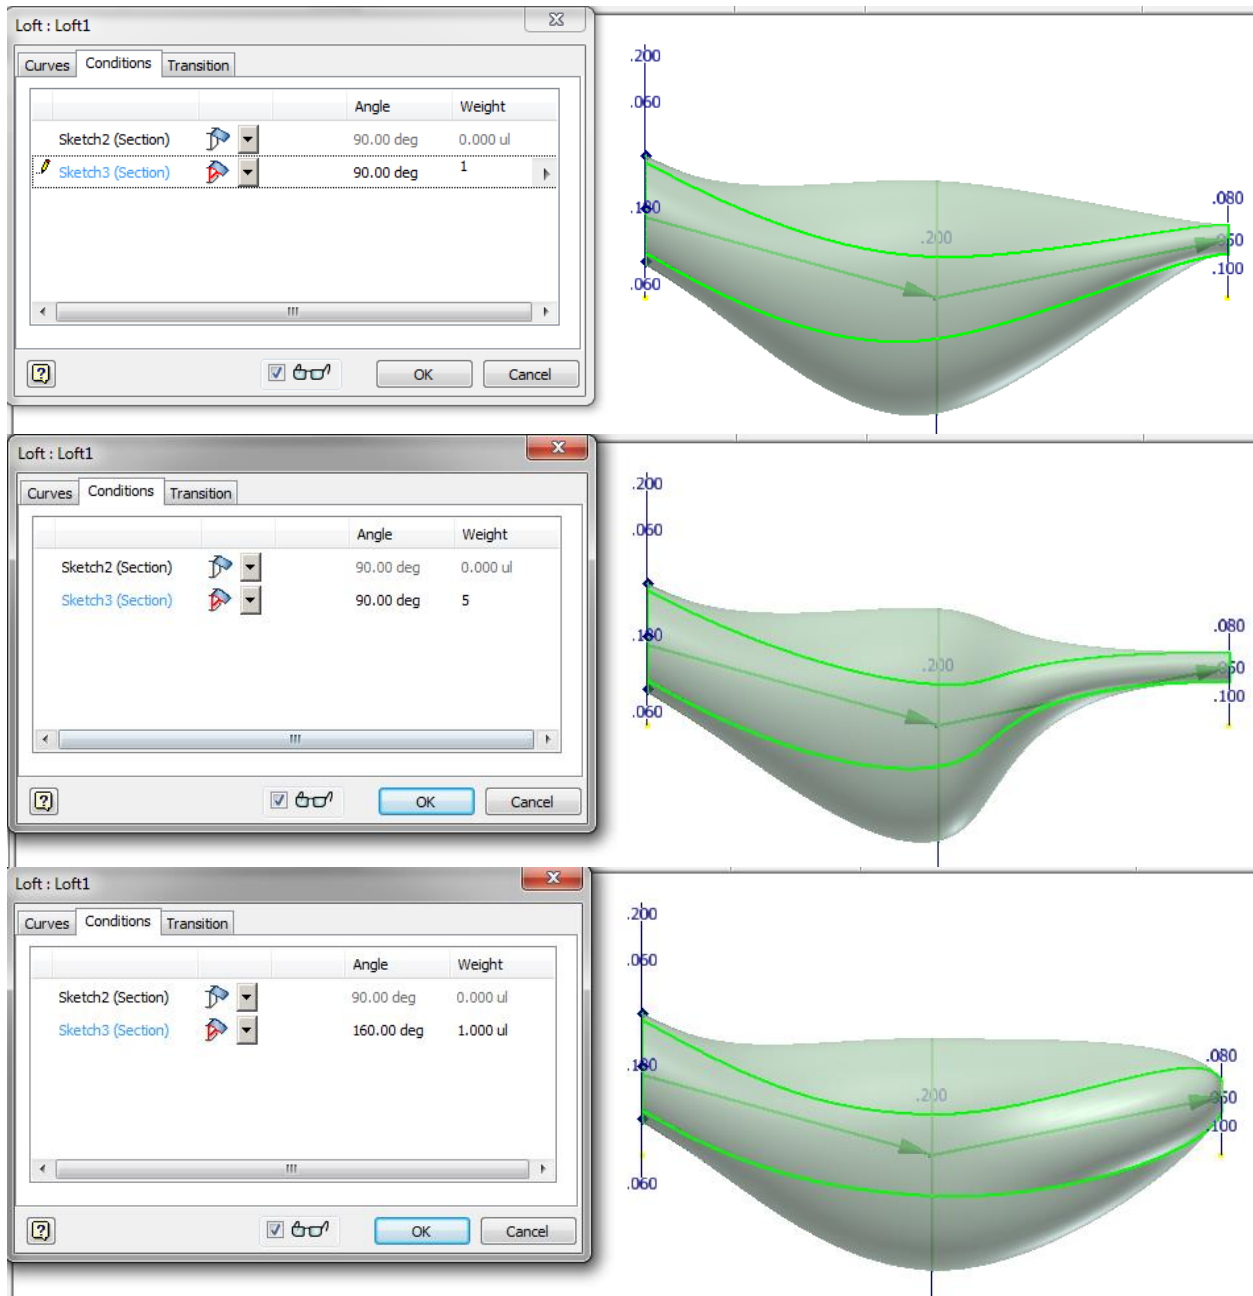 Loft : Loft1
Curves Conditions Transition
Angle Weight
Sketch2 (Section) 90.00 deg 0.000 ul
Sketch3 (Section) 90.00 deg 1
OK Cancel
.200
.060
.180
.060
.200
.080
.060
.100
Loft : Loft1
Curves Conditions Transition
Angle Weight
Sketch2 (Section) 90.00 deg 0.000 ul
Sketch3 (Section) 90.00 deg 5
OK Cancel
.200
.060
.180
.060
.200
.080
.060
.100
Loft : Loft1
Curves Conditions Transition
Angle Weight
Sketch2 (Section) 90.00 deg 0.000 ul
Sketch3 (Section) 160.00 deg 1.000 ul
OK Cancel
.200
.060
.180
.060
.200
.080
.060
.100